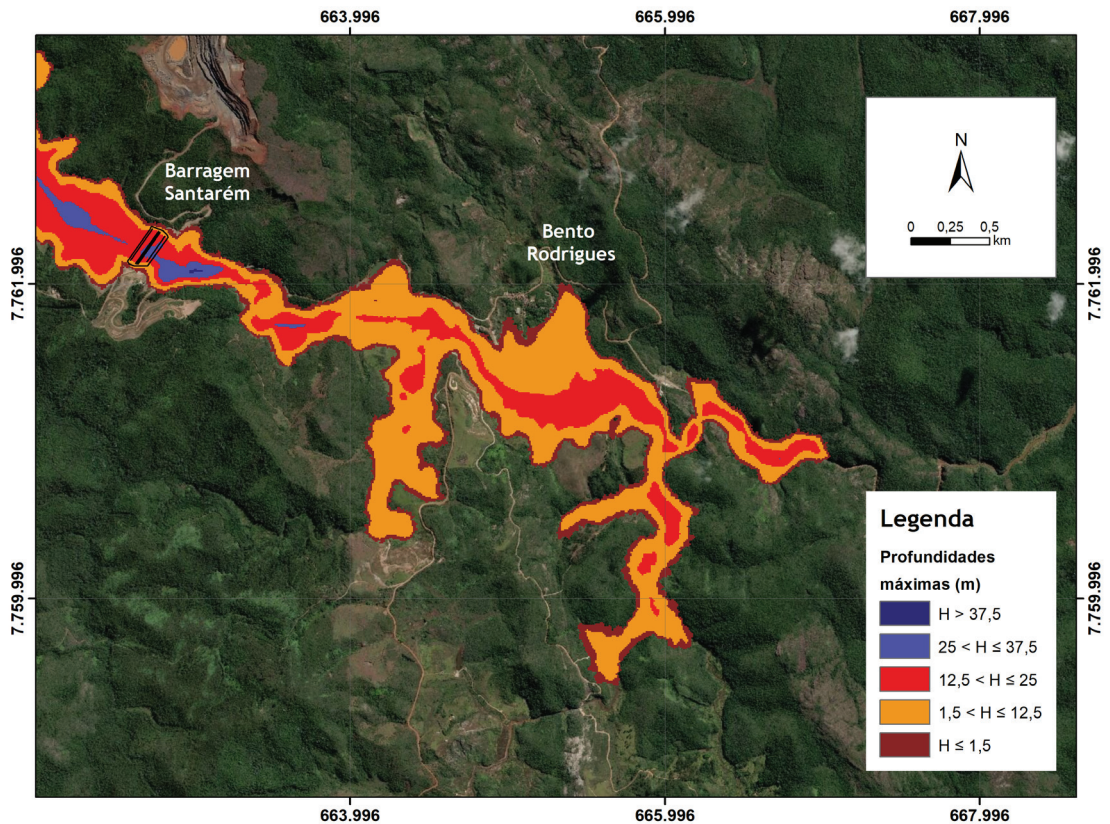 663.996
665.996
667.996
Barragem
Santarém
Bento
Rodrigues
N
0
0,25
0,5
km
7.761.996
7.761.996
7.759.996
7.759.996
Legenda
Profundidades
máximas (m)
H > 37,5
25 < H ≤ 37,5
12,5 < H ≤ 25
1,5 < H ≤ 12,5
H ≤ 1,5
663.996
665.996
667.996